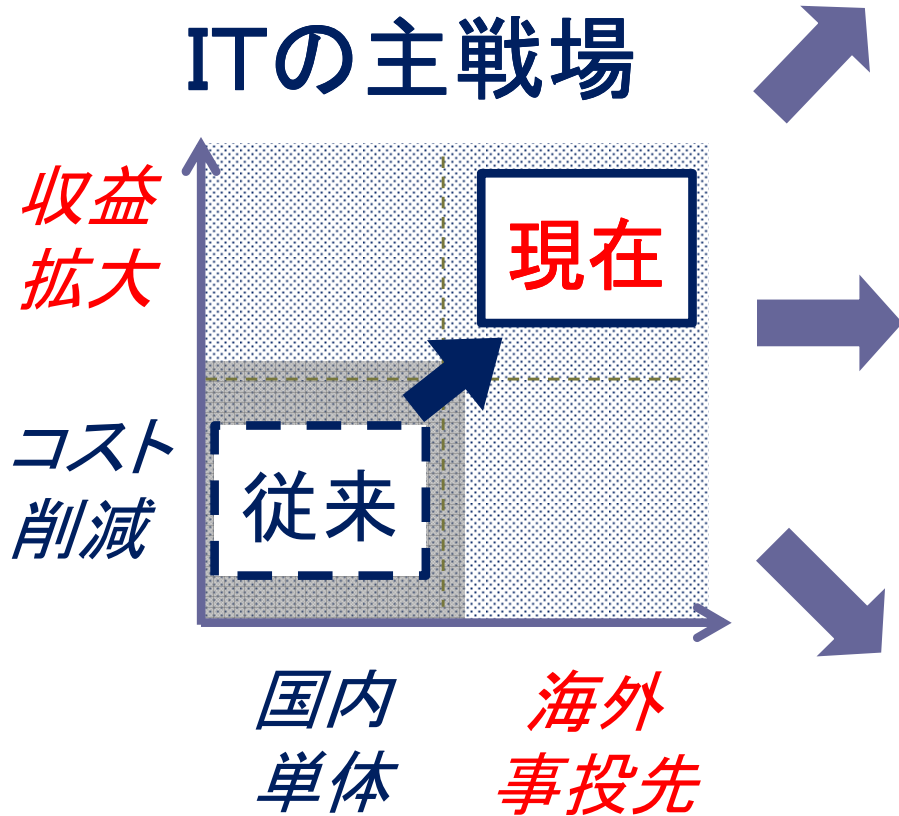 ITの主戦場
収益
拡大
現在
コスト
削減
従来
国内
単体
海外
事投先